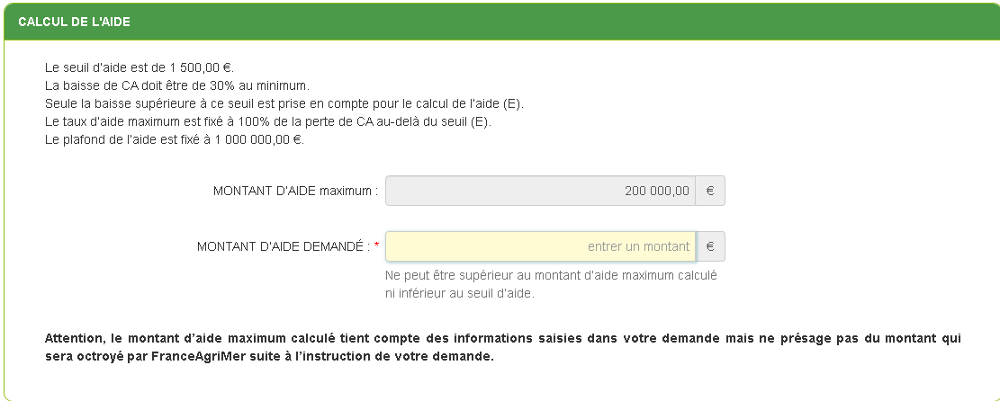 CALCUL DE L'AIDE
Le seuil d'aide est de 1 500,00 €.
La baisse de CA doit être de 30% au minimum.
Seule la baisse supérieure à ce seuil est prise en compte pour le calcul de l'aide (E).
Le taux d'aide maximum est fixé à 100% de la perte de CA au-delà du seuil (E).
Le plafond de l'aide est fixé à 1 000 000,00 €.
MONTANT D'AIDE maximum : 200 000,00 €
MONTANT D'AIDE DEMANDÉ : * entrer un montant €
Ne peut être supérieur au montant d'aide maximum calculé
ni inférieur au seuil d'aide.
Attention, le montant d'aide maximum calculé tient compte des informations saisies dans votre demande mais ne présage pas du montant qui
sera octroyé par FranceAgriMer suite à l'instruction de votre demande.